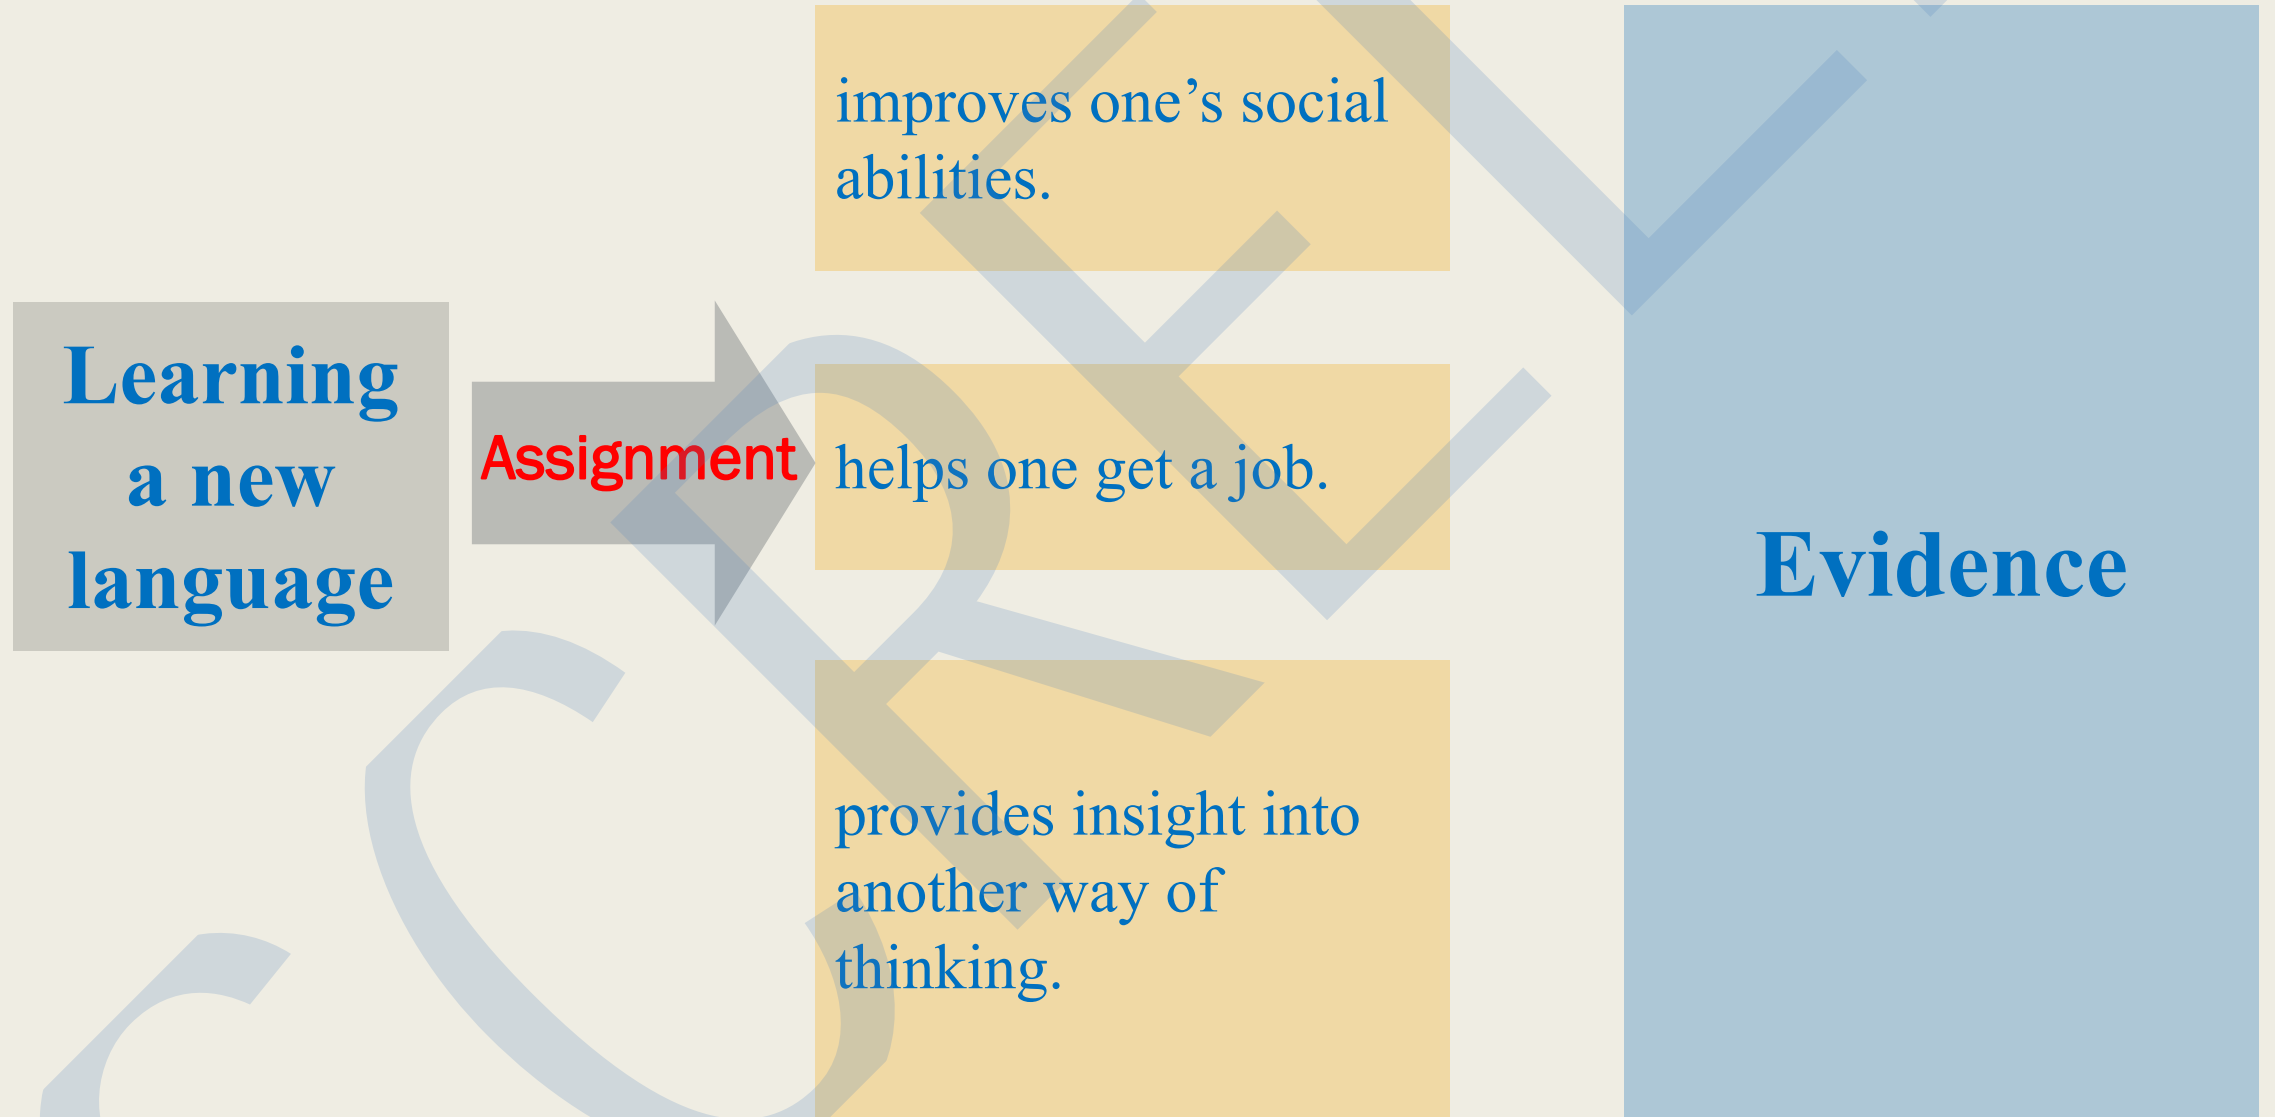 improves one’s social
abilities.
Learning
a new
language
Assignment
helps one get a job.
Evidence
provides insight into
another way of
thinking.